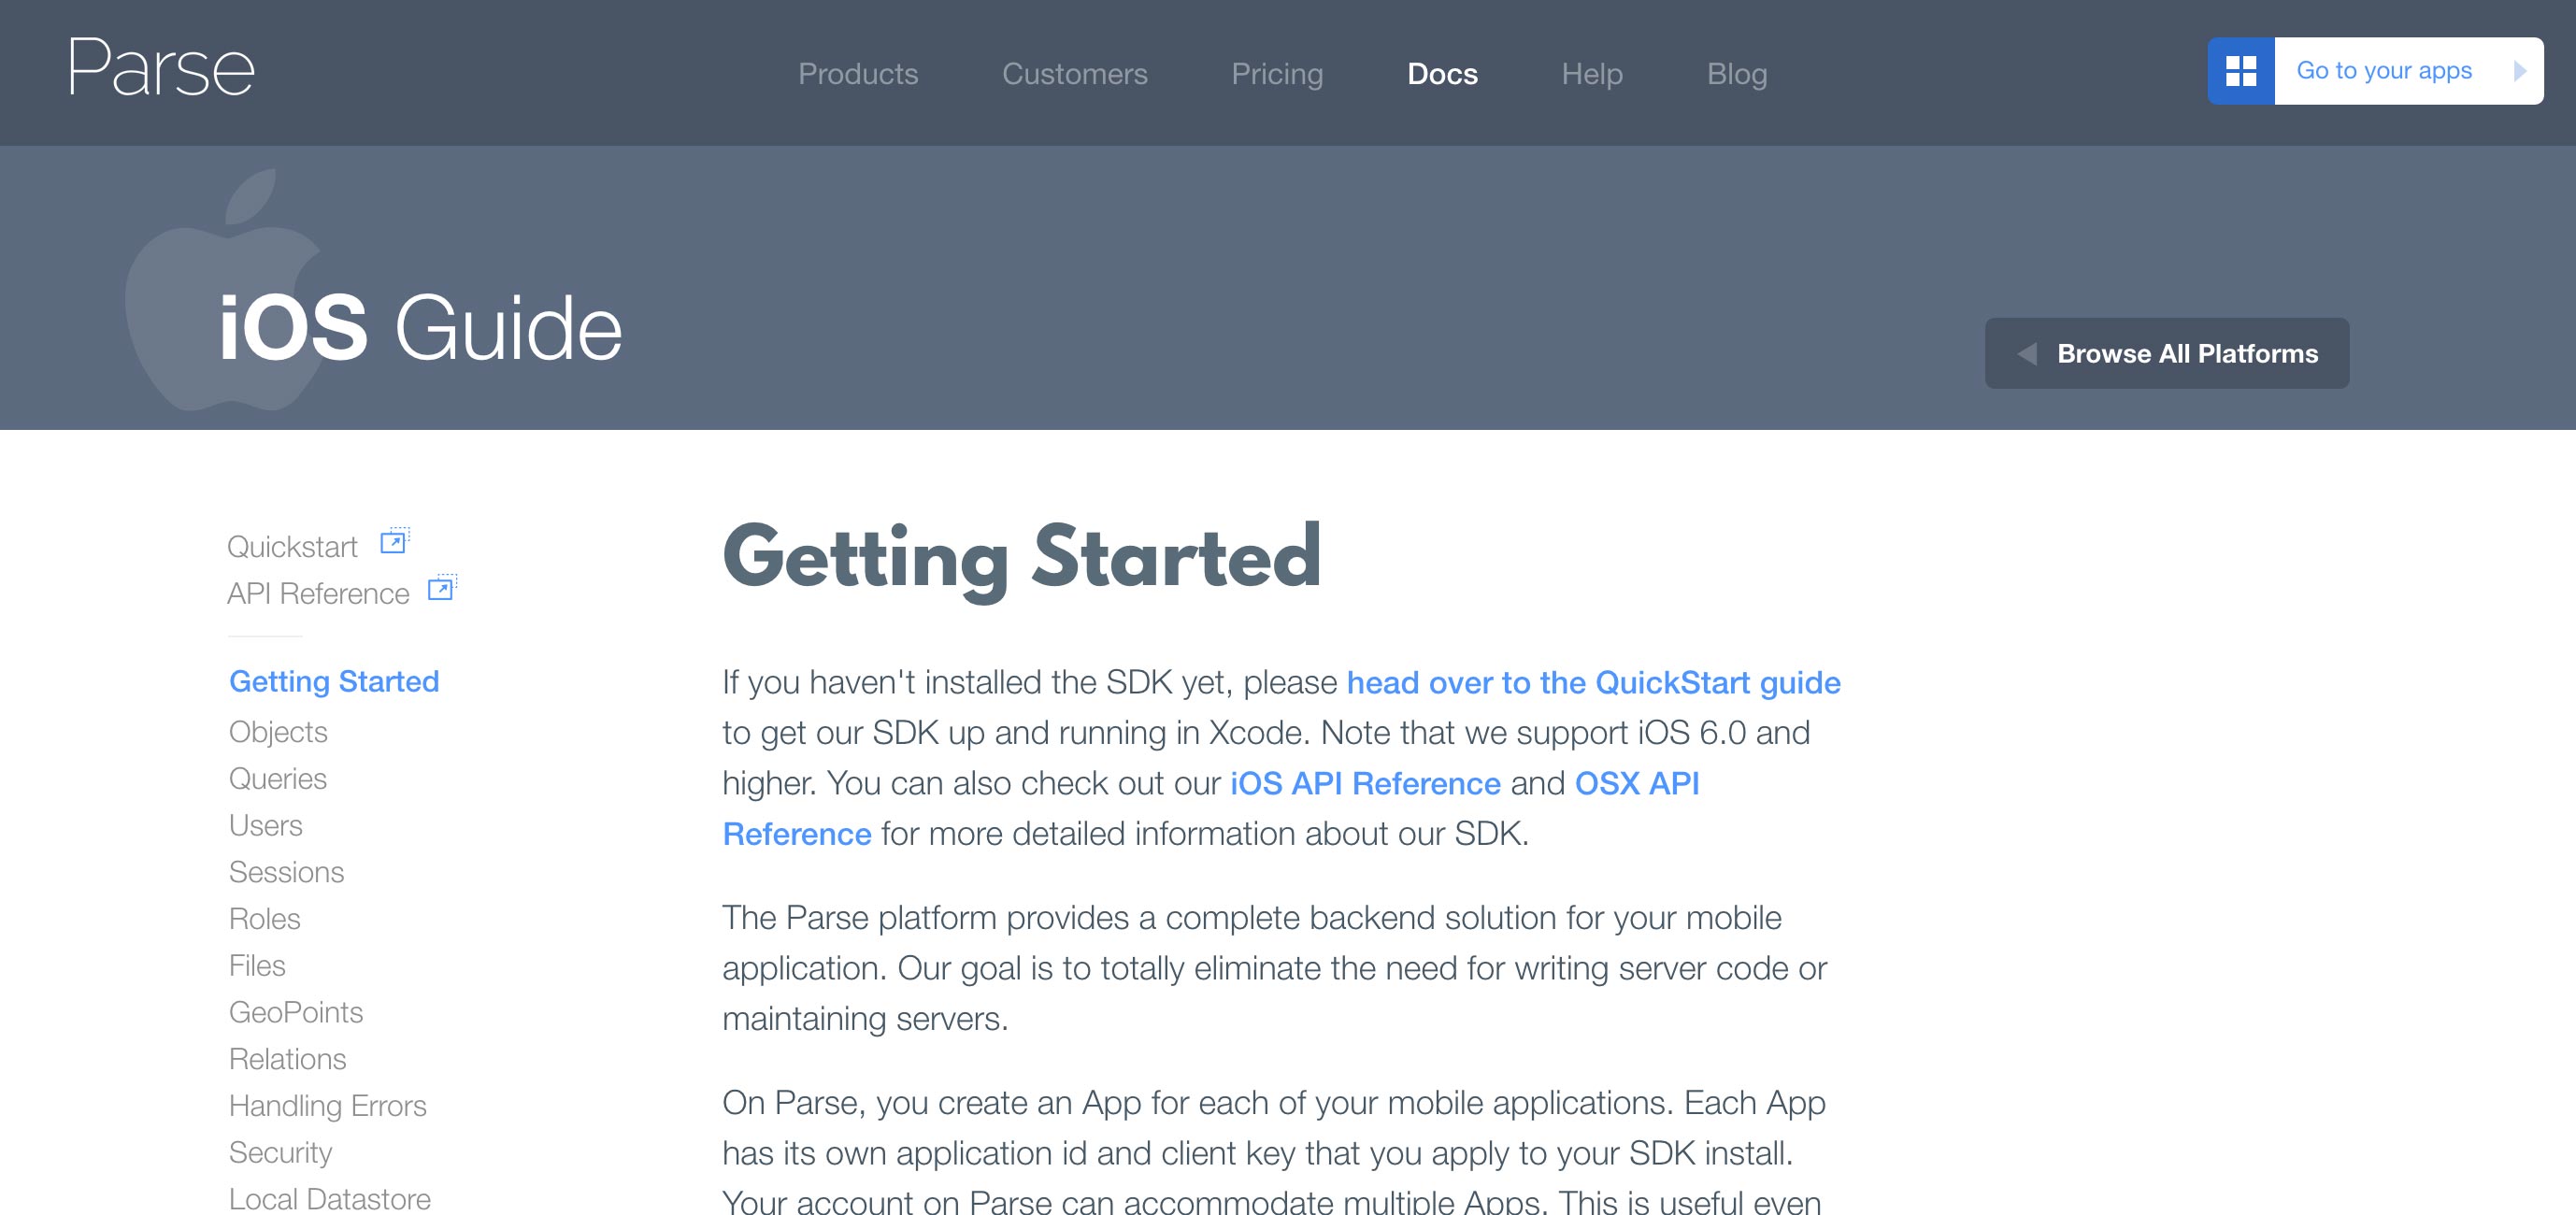 Parse
Products
Customers
Pricing
Docs
Help
Blog
Go to your apps
iOS Guide
Browse All Platforms
Quickstart
API Reference
Getting Started
Objects
Queries
Users
Sessions
Roles
Files
GeoPoints
Relations
Handling Errors
Security
Local Datastore
Getting Started
If you haven't installed the SDK yet, please head over to the QuickStart guide
to get our SDK up and running in Xcode. Note that we support iOS 6.0 and
higher. You can also check out our iOS API Reference and OSX API
Reference for more detailed information about our SDK.
The Parse platform provides a complete backend solution for your mobile
application. Our goal is to totally eliminate the need for writing server code or
maintaining servers.
On Parse, you create an App for each of your mobile applications. Each App
has its own application id and client key that you apply to your SDK install.
Your account on Parse can accommodate multiple Apps. This is useful even